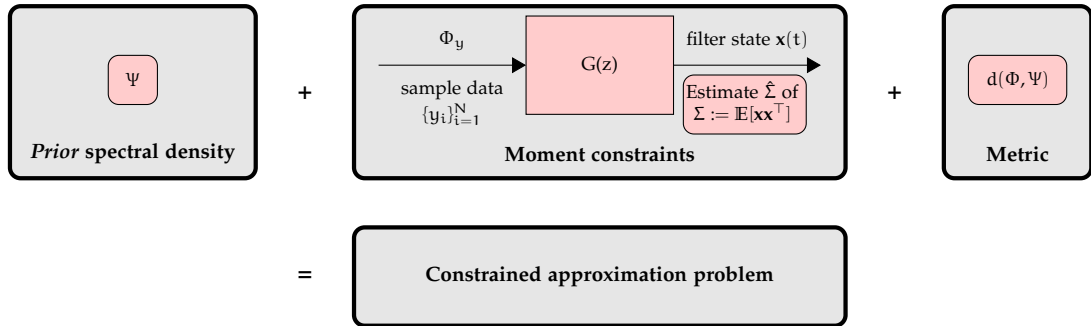 Ψ
Prior spectral density
+
Φ_y
sample data
{y_i}_{i=1}^N
G(z)
filter state x(t)
Estimate Σ̂ of
Σ := 𝔼[xx^⊤]
Moment constraints
+
d(Φ, Ψ)
Metric
=
Constrained approximation problem